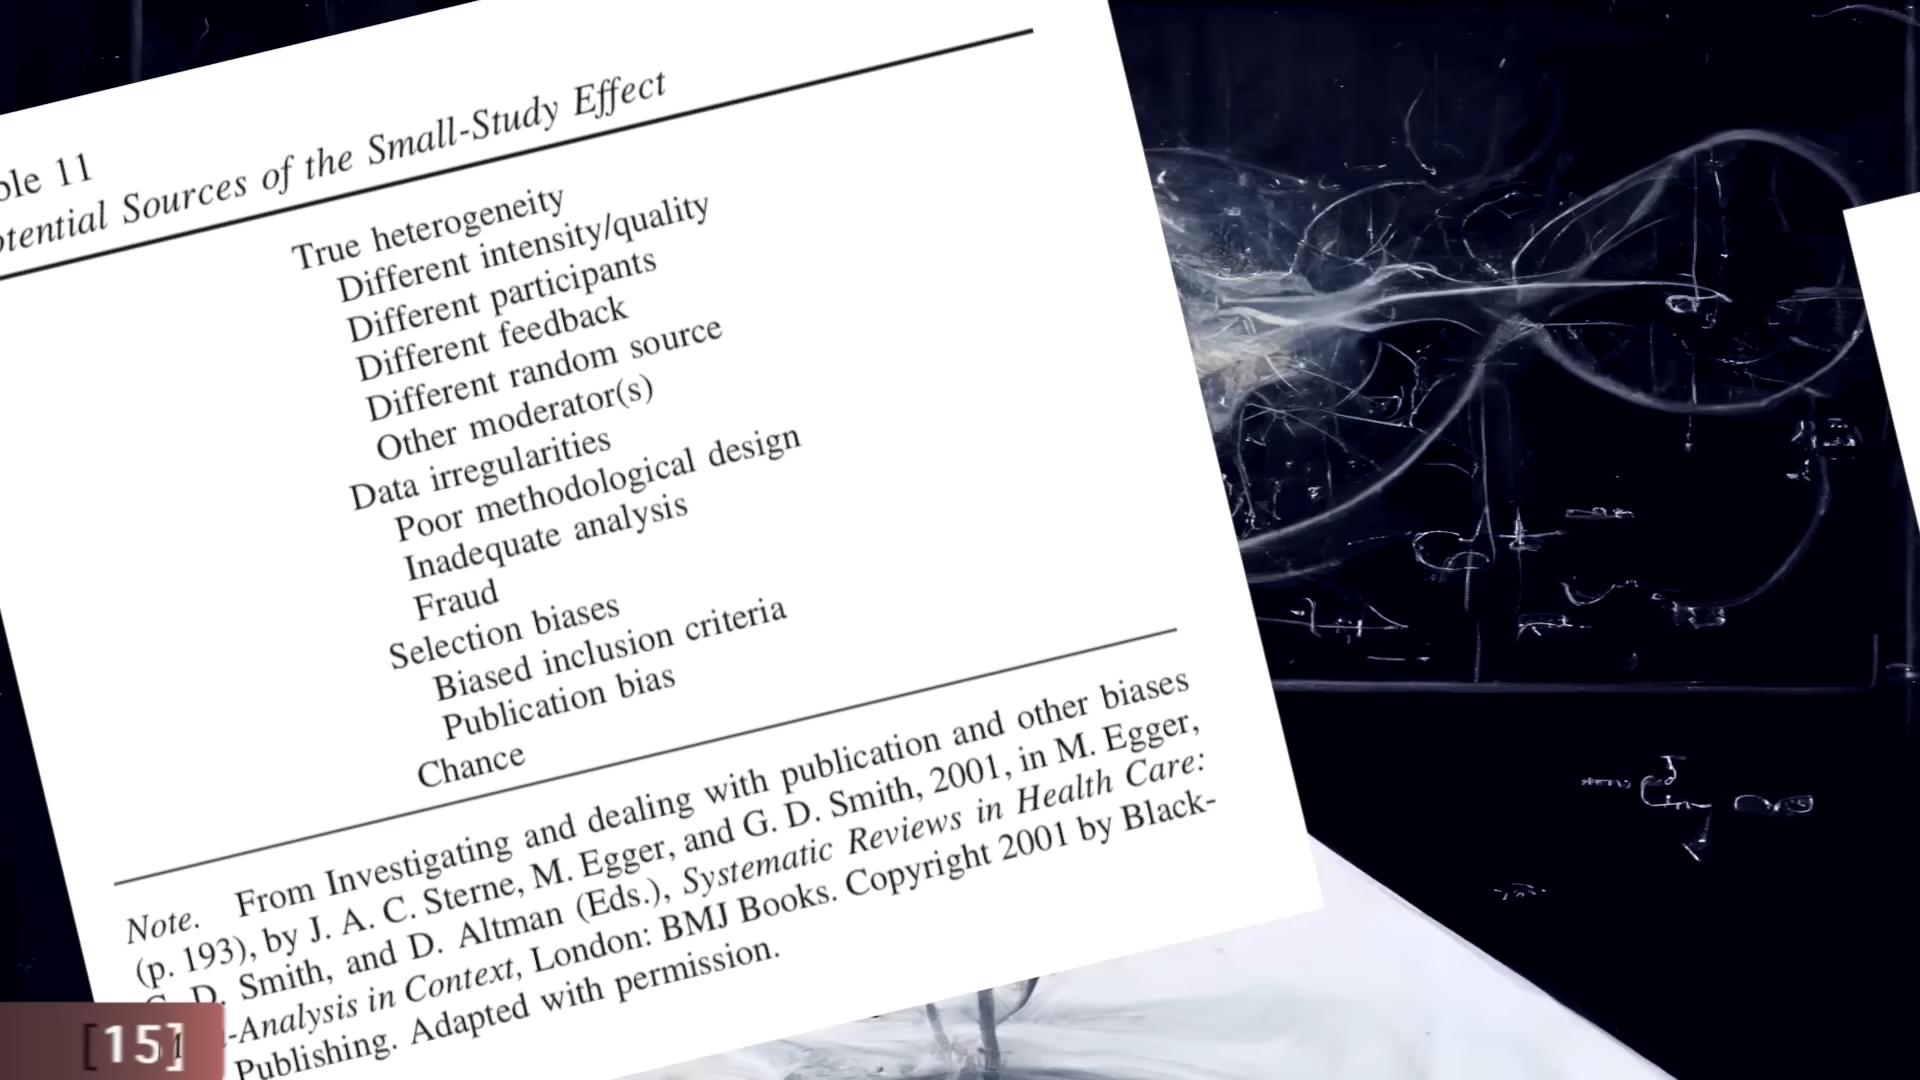 ble 11
tential Sources of the Small-Study Effect
True heterogeneity
Different intensity/quality
Different participants
Different feedback
Different random source
Other moderator(s)
Data irregularities
Poor methodological design
Inadequate analysis
Fraud
Selection biases
Biased inclusion criteria
Publication bias
Chance
Note. From Investigating and dealing with publication and other biases
(p. 193), by J. A. C. Sterne, M. Egger, and G. D. Smith, 2001, in M. Egger,
D. Smith, and D. Altman (Eds.), Systematic Reviews in Health Care:
-Analysis in Context, London: BMJ Books. Copyright 2001 by Black-
Publishing. Adapted with permission.
[15]